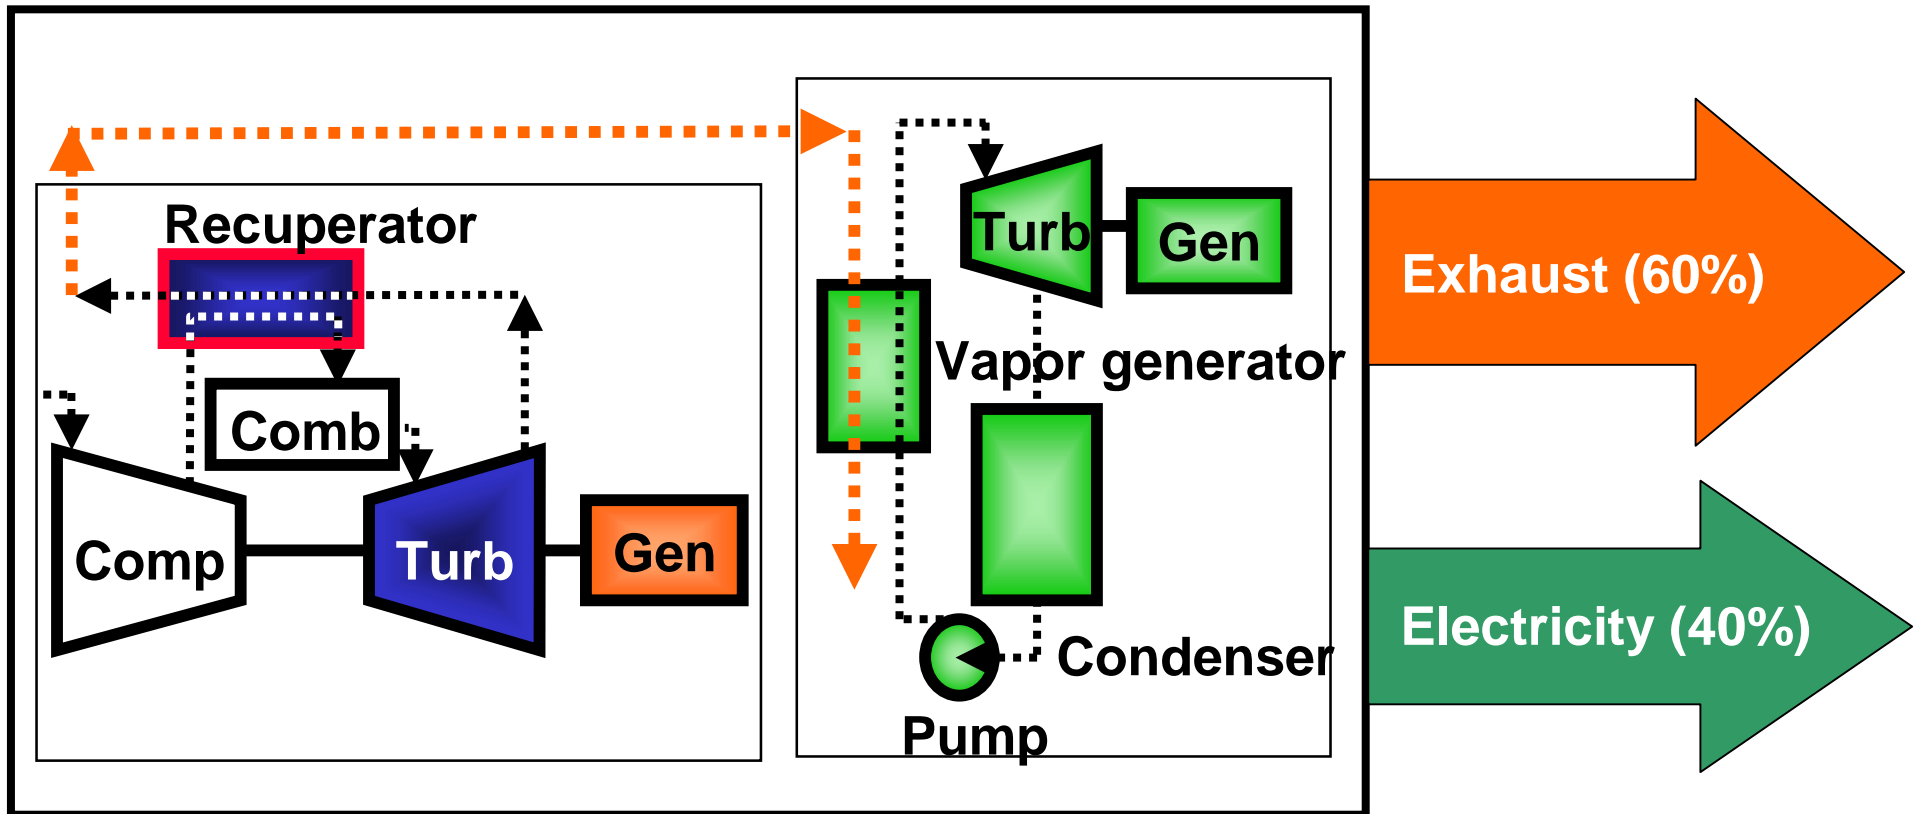 Recuperator
Comb
Comp
Turb
Gen
Turb
Gen
Vapor generator
Condenser
Pump
Exhaust (60%)
Electricity (40%)